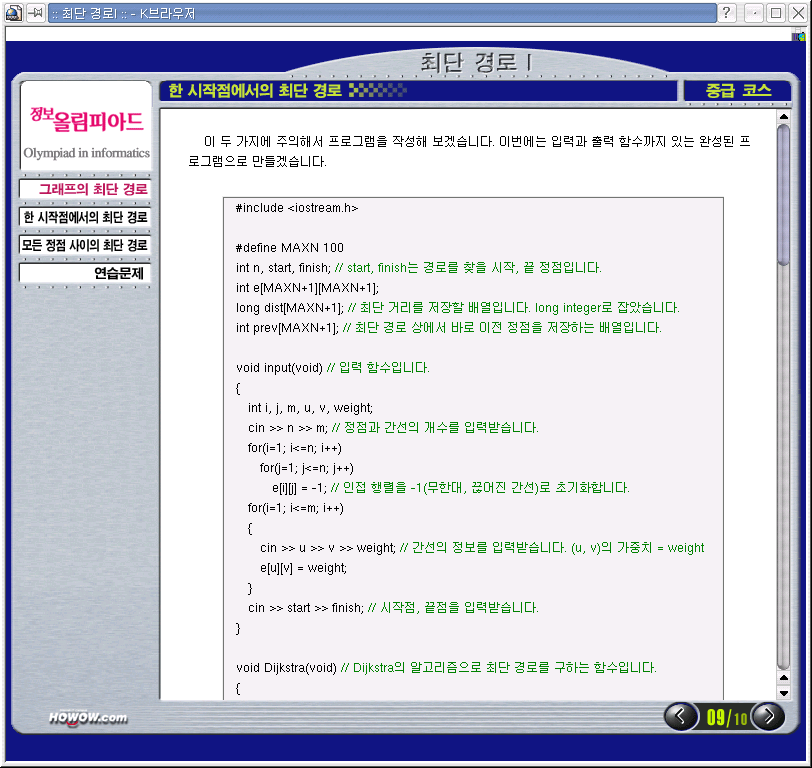 :: 최단 경로Ⅰ :: - K브라우저
최단 경로Ⅰ
정보올림피아드
Olympiad in informatics
한 시작점에서의 최단 경로
중급 코스
그래프의 최단 경로
한 시작점에서의 최단 경로
모든 정점 사이의 최단 경로
연습문제
이 두 가지에 주의해서 프로그램을 작성해 보겠습니다. 이번에는 입력과 출력 함수까지 있는 완성된 프
로그램으로 만들겠습니다.
#include <iostream.h>
#define MAXN 100
int n, start, finish; // start, finish는 경로를 찾을 시작, 끝 정점입니다.
int e[MAXN+1][MAXN+1];
long dist[MAXN+1]; // 최단 거리를 저장할 배열입니다. long integer로 잡았습니다.
int prev[MAXN+1]; // 최단 경로 상에서 바로 이전 정점을 저장하는 배열입니다.
void input(void) // 입력 함수입니다.
{
int i, j, m, u, v, weight;
cin >> n >> m; // 정점과 간선의 개수를 입력받습니다.
for(i=1; i<=n; i++)
for(j=1; j<=n; j++)
e[i][j] = -1; // 인접 행렬을 -1(무한대, 끊어진 간선)로 초기화합니다.
for(i=1; i<=m; i++)
{
cin >> u >> v >> weight; // 간선의 정보를 입력받습니다. (u, v)의 가중치 = weight
e[u][v] = weight;
}
cin >> start >> finish; // 시작점, 끝점을 입력받습니다.
}
void Dijkstra(void) // Dijkstra의 알고리즘으로 최단 경로를 구하는 함수입니다.
{
HOWOW.com
09/10